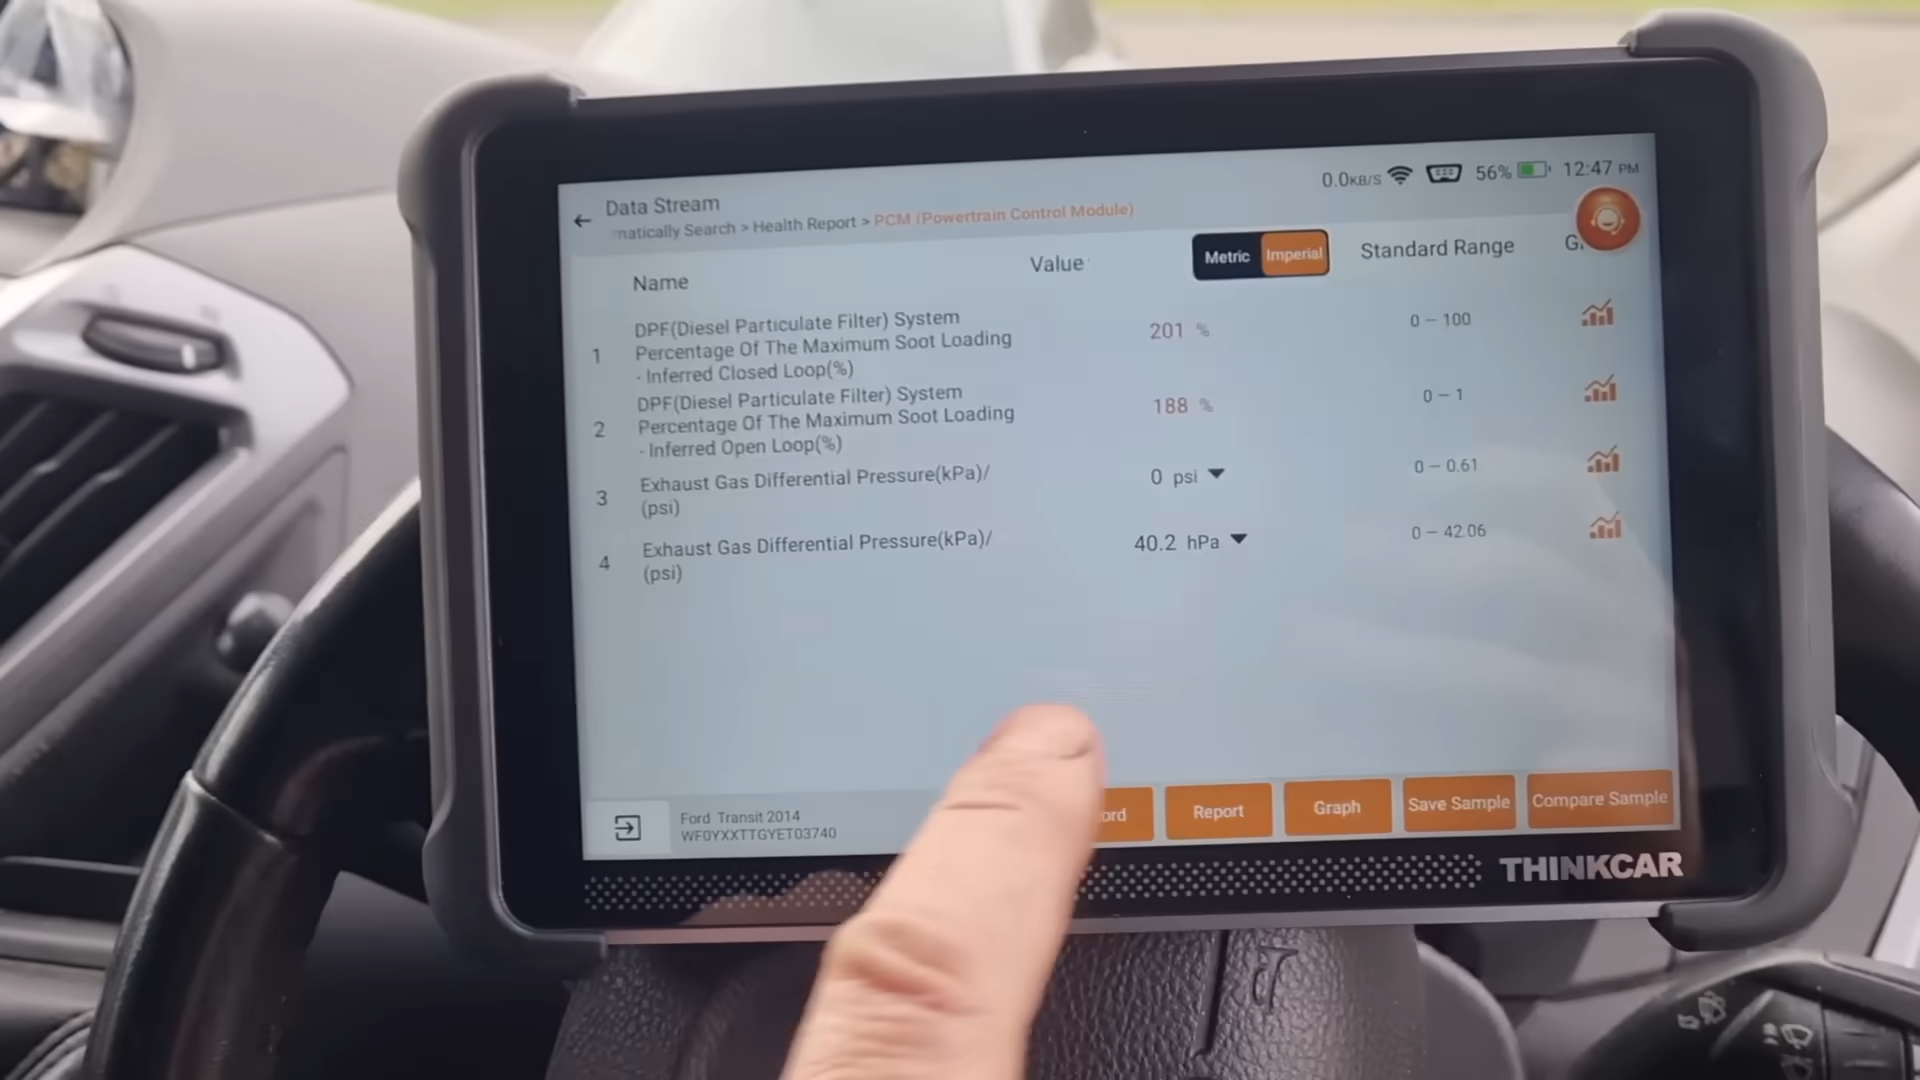 0.0KB/S 56% 12:47 PM
Data Stream
matically Search > Health Report > PCM (Powertrain Control Module)
Name Value Metric Imperial Standard Range G
1 DPF(Diesel Particulate Filter) System
Percentage Of The Maximum Soot Loading
- Inferred Closed Loop(%) 201 % 0 - 100
2 DPF(Diesel Particulate Filter) System
Percentage Of The Maximum Soot Loading
- Inferred Open Loop(%) 188 % 0 - 1
3 Exhaust Gas Differential Pressure(kPa)/
(psi) 0 psi 0 - 0.61
4 Exhaust Gas Differential Pressure(kPa)/
(psi) 40.2 hPa 0 - 42.06
Ford Transit 2014
WF0YXXTTGYET03740
ord Report Graph Save Sample Compare Sample
THINKCAR